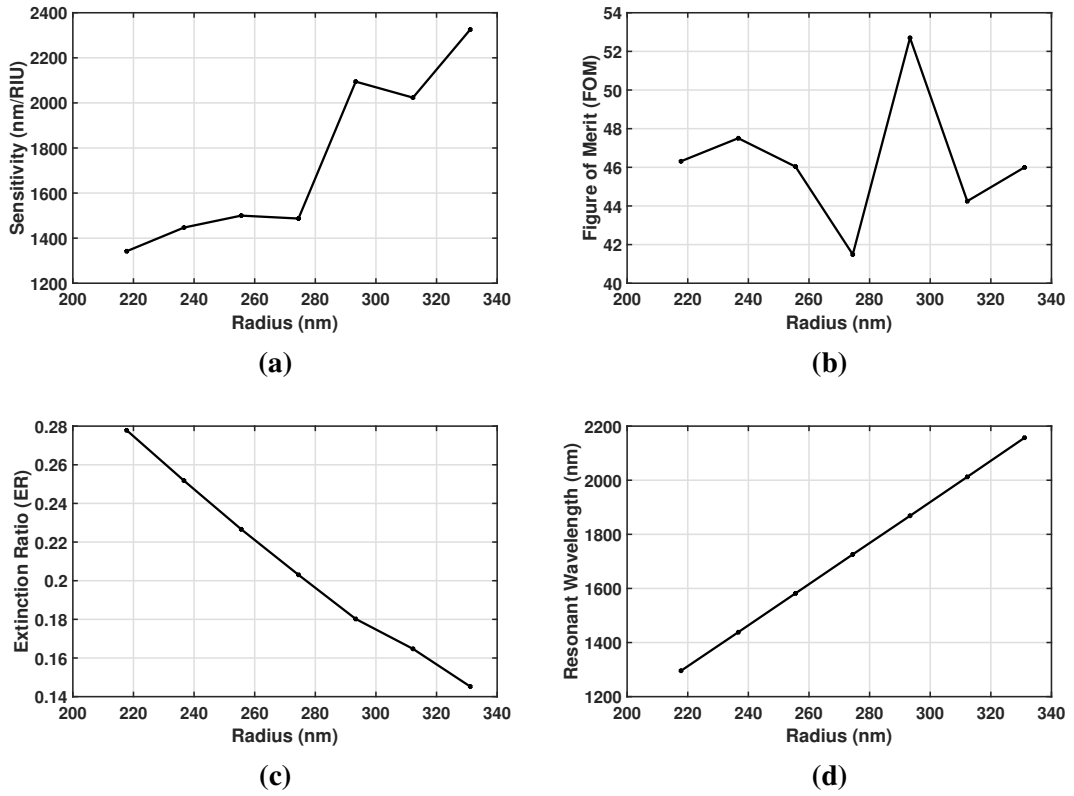 2400
2200
2000
1800
1600
1400
1200
200 220 240 260 280 300 320 340
Sensitivity (nm/RIU)
Radius (nm)
(a)
54
52
50
48
46
44
42
40
200 220 240 260 280 300 320 340
Figure of Merit (FOM)
Radius (nm)
(b)
0.28
0.26
0.24
0.22
0.2
0.18
0.16
0.14
200 220 240 260 280 300 320 340
Extinction Ratio (ER)
Radius (nm)
(c)
2200
2000
1800
1600
1400
1200
200 220 240 260 280 300 320 340
Resonant Wavelength (nm)
Radius (nm)
(d)